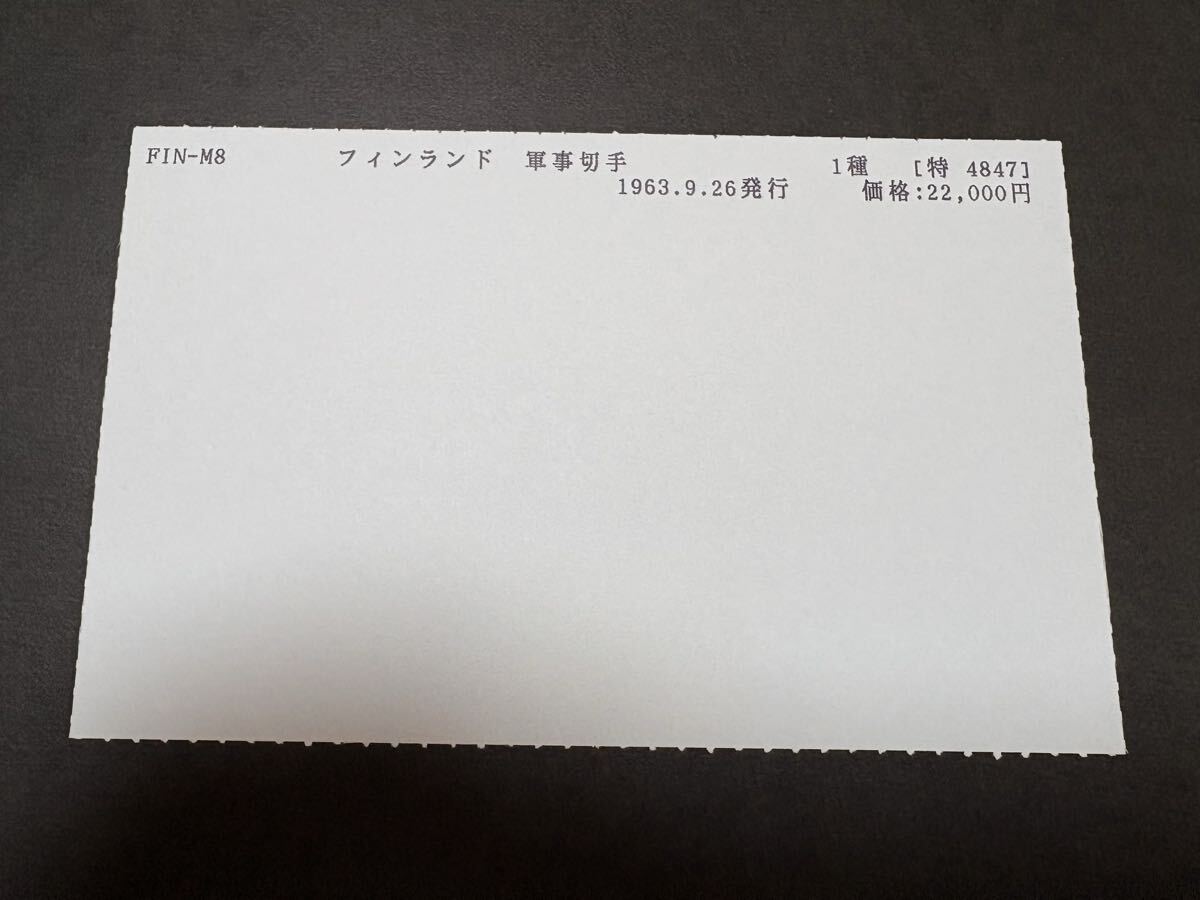 FIN-M8 フィンランド 軍事切手 1種 [特 4847]
1963.9.26発行 価格:22,000円